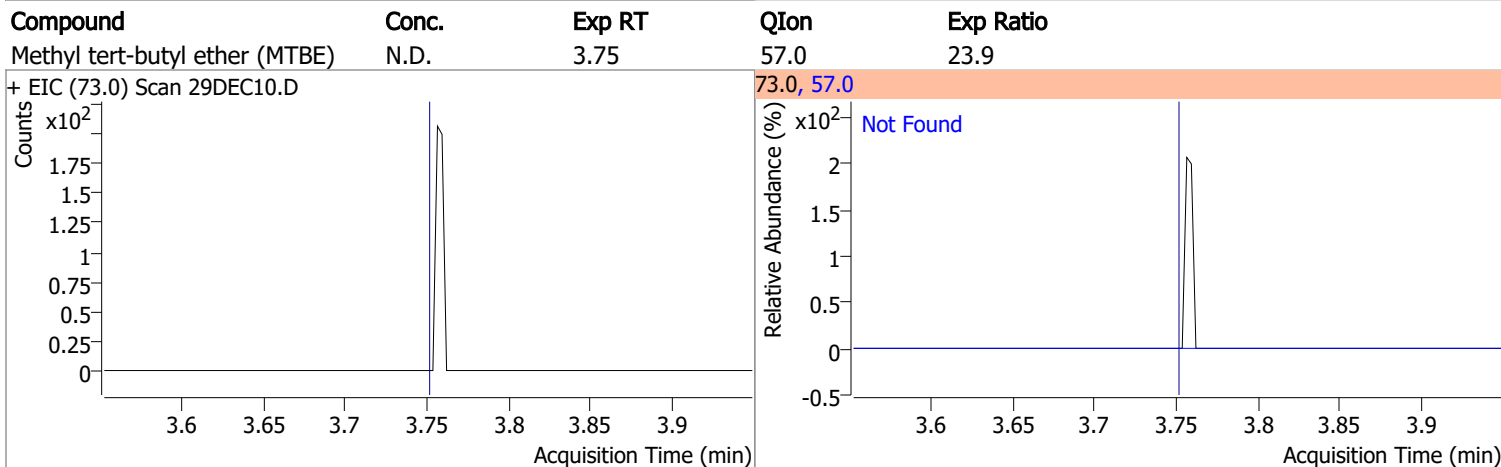 Compound Conc. Exp RT QIon Exp Ratio
Methyl tert-butyl ether (MTBE) N.D. 3.75 57.0 23.9
+ EIC (73.0) Scan 29DEC10.D
Counts
x10²
1.75
1.5
1.25
1
0.75
0.5
0.25
0
3.6 3.65 3.7 3.75 3.8 3.85 3.9
Acquisition Time (min)
73.0, 57.0
Relative Abundance (%)
x10²
Not Found
2
1.5
1
0.5
0
-0.5
3.6 3.65 3.7 3.75 3.8 3.85 3.9
Acquisition Time (min)